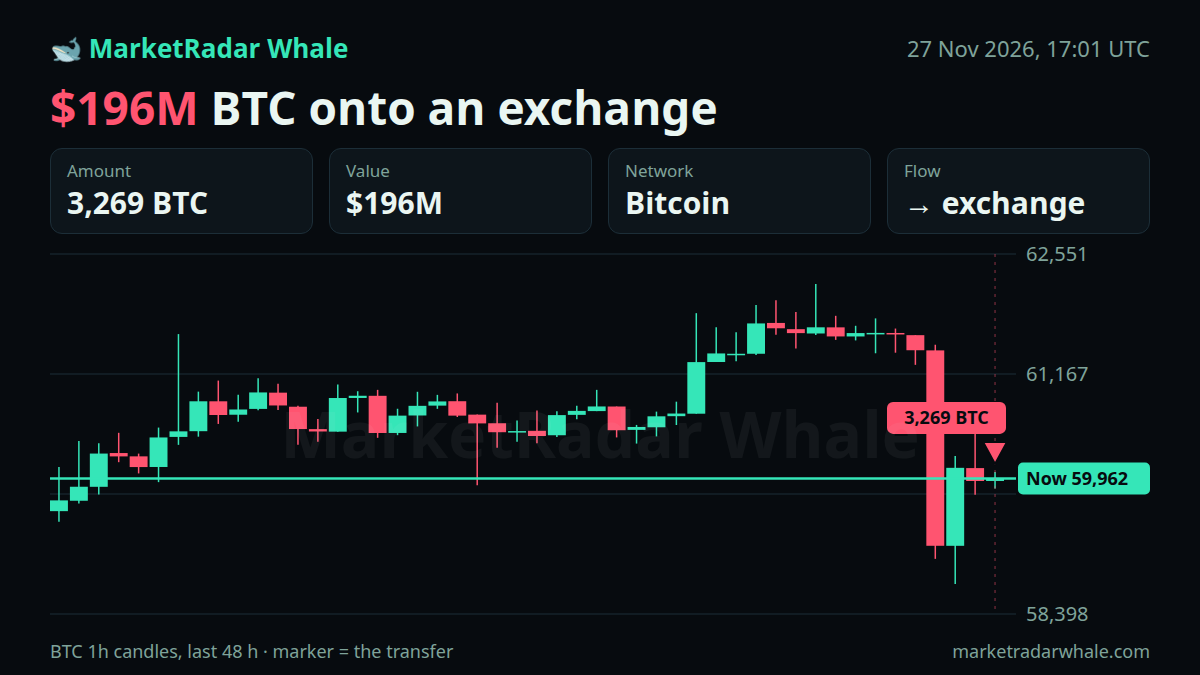 🐋 MarketRadar Whale
27 Nov 2026, 17:01 UTC
$196M BTC onto an exchange
Amount
3,269 BTC
Value
$196M
Network
Bitcoin
Flow
→ exchange
62,551
61,167
3,269 BTC
MarketRadar Whale
Now 59,962
58,398
BTC 1h candles, last 48 h · marker = the transfer
marketradarwhale.com